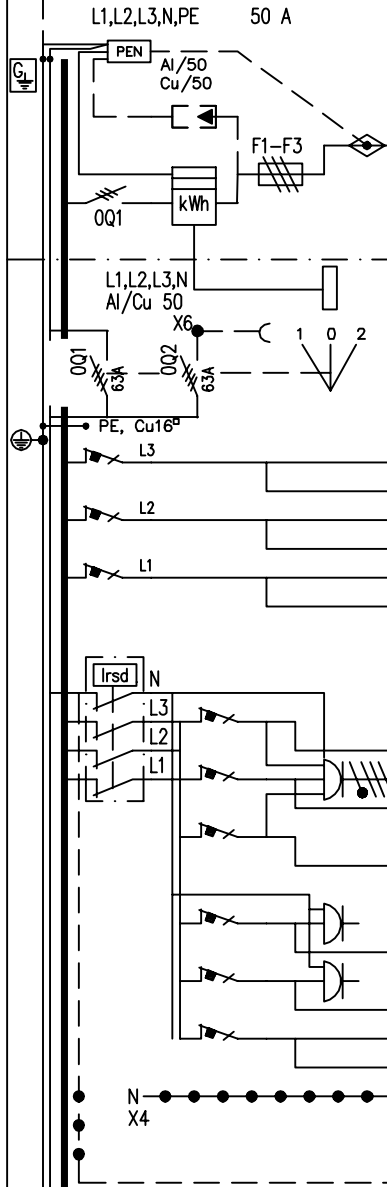 L1,L2,L3,N,PE 50 A
PEN
Al/50
Cu/50
G
F1-F3
kWh
0Q1
L1,L2,L3,N
Al/Cu 50
X6
1 0 2
0Q1
63A
0Q2
63A
PE, Cu16□
L3
L2
L1
Irsd
N
L3
L2
L1
N
X4